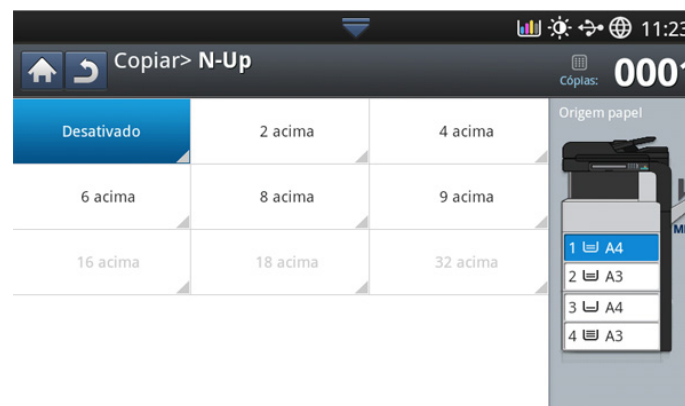 11:23
Copiar> N-Up
Cópias: 0001
Origem papel
Desativado 2 acima 4 acima
6 acima 8 acima 9 acima
16 acima 18 acima 32 acima
1 A4
2 A3
3 A4
4 A3